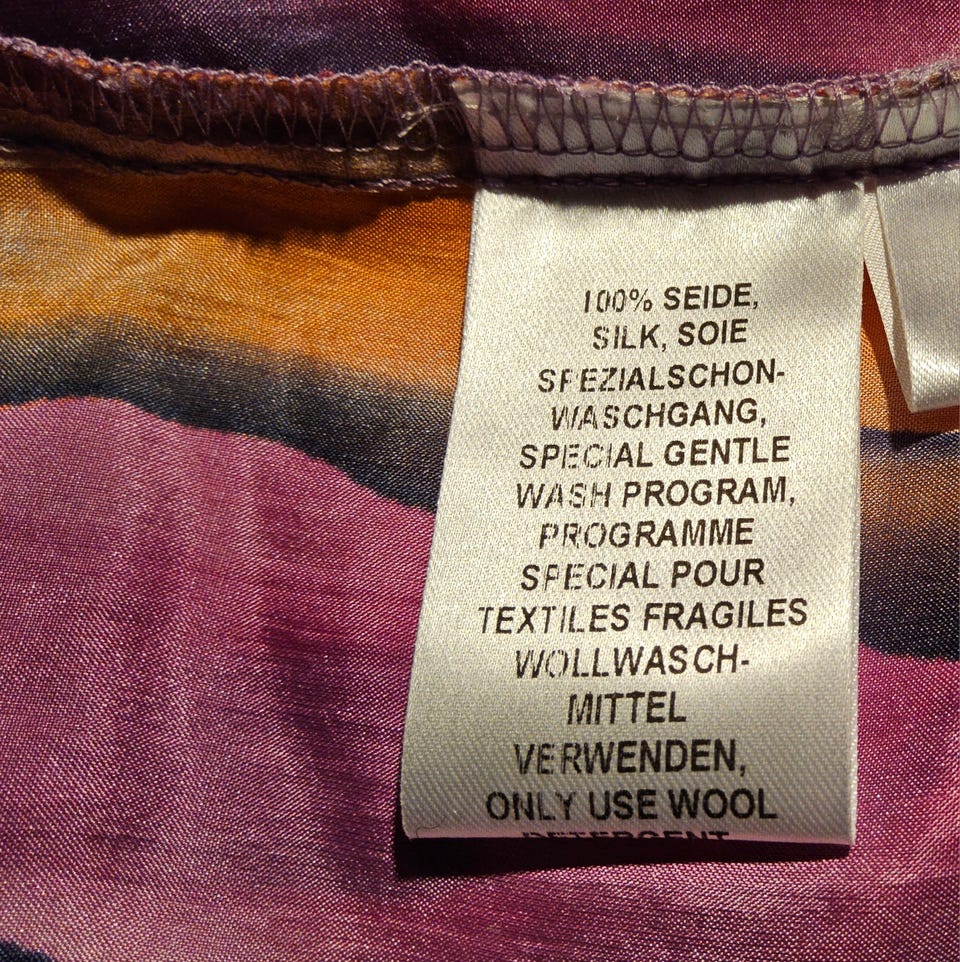 100% SEIDE,
SILK, SOIE
SPEZIALSCHON-
WASCHGANG,
SPECIAL GENTLE
WASH PROGRAM,
PROGRAMME
SPECIAL POUR
TEXTILES FRAGILES
WOLLWASCH-
MITTEL
VERWENDEN,
ONLY USE WOOL
DETERGENT